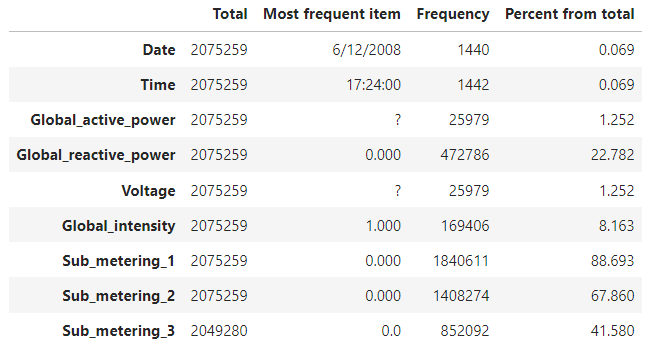 Total Most frequent item Frequency Percent from total
Date 2075259 6/12/2008 1440 0.069
Time 2075259 17:24:00 1442 0.069
Global_active_power 2075259 ? 25979 1.252
Global_reactive_power 2075259 0.000 472786 22.782
Voltage 2075259 ? 25979 1.252
Global_intensity 2075259 1.000 169406 8.163
Sub_metering_1 2075259 0.000 1840611 88.693
Sub_metering_2 2075259 0.000 1408274 67.860
Sub_metering_3 2049280 0.0 852092 41.580